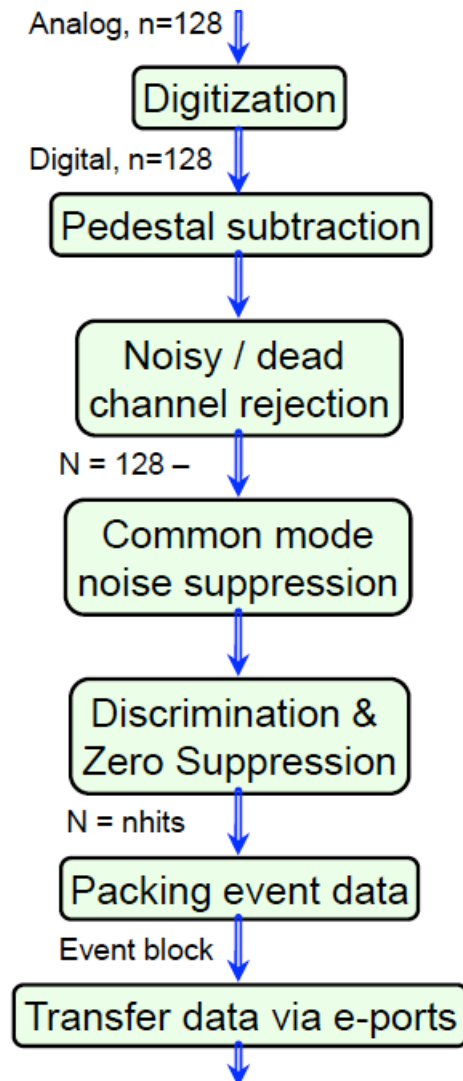 Analog, n=128
Digitization
Digital, n=128
Pedestal subtraction
Noisy / dead
channel rejection
N = 128 –
Common mode
noise suppression
Discrimination &
Zero Suppression
N = nhits
Packing event data
Event block
Transfer data via e-ports